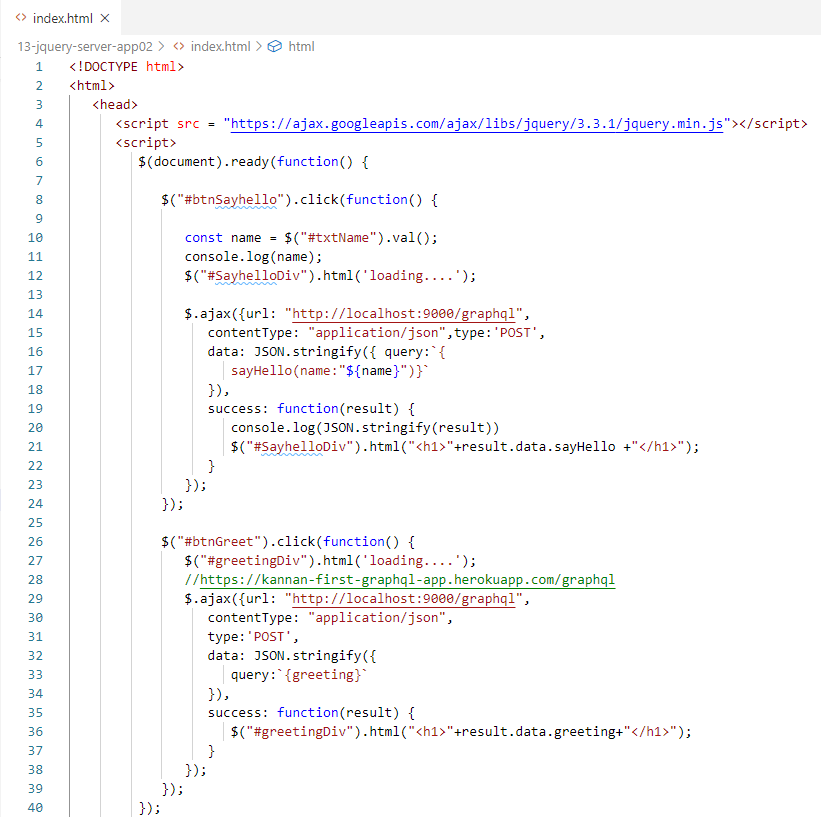 index.html
13-jquery-server-app02 > index.html > html
1 <!DOCTYPE html>
2 <html>
3 <head>
4 <script src = "https://ajax.googleapis.com/ajax/libs/jquery/3.3.1/jquery.min.js"></script>
5 <script>
6 $(document).ready(function() {
7
8 $("#btnSayhello").click(function() {
9
10 const name = $("#txtName").val();
11 console.log(name);
12 $("#SayhelloDiv").html('loading....');
13
14 $.ajax({url: "http://localhost:9000/graphql",
15 contentType: "application/json",type:'POST',
16 data: JSON.stringify({ query:`{
17 sayHello(name:"${name}")}`
18 }),
19 success: function(result) {
20 console.log(JSON.stringify(result))
21 $("#SayhelloDiv").html("<h1>"+result.data.sayHello +"</h1>");
22 }
23 });
24 });
25
26 $("#btnGreet").click(function() {
27 $("#greetingDiv").html('loading....');
28 //https://kannan-first-graphql-app.herokuapp.com/graphql
29 $.ajax({url: "http://localhost:9000/graphql",
30 contentType: "application/json",
31 type:'POST',
32 data: JSON.stringify({
33 query:`{greeting}`
34 }),
35 success: function(result) {
36 $("#greetingDiv").html("<h1>"+result.data.greeting+"</h1>");
37 }
38 });
39 });
40 });